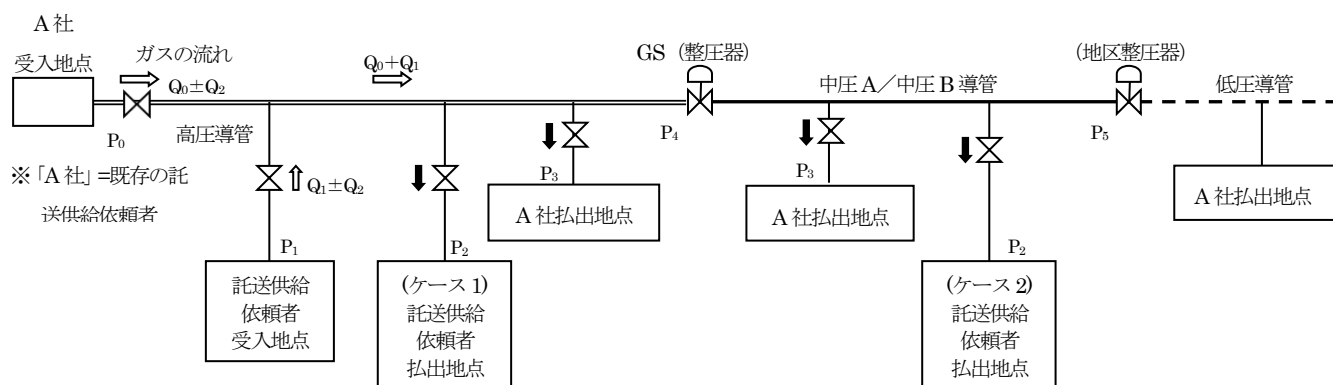 A社
受入地点
ガスの流れ
Q₀±Q₂
Q₀+Q₁
GS (整圧器)
(地区整圧器)
中圧A／中圧B導管
低圧導管
P₀
高圧導管
P₄
P₅
※「A社」=既存の託
送供給依頼者
Q₁±Q₂
P₃
A社払出地点
P₃
A社払出地点
A社払出地点
P₁
託送供給
依頼者
受入地点
P₂
(ケース1)
託送供給
依頼者
払出地点
P₂
(ケース2)
託送供給
依頼者
払出地点